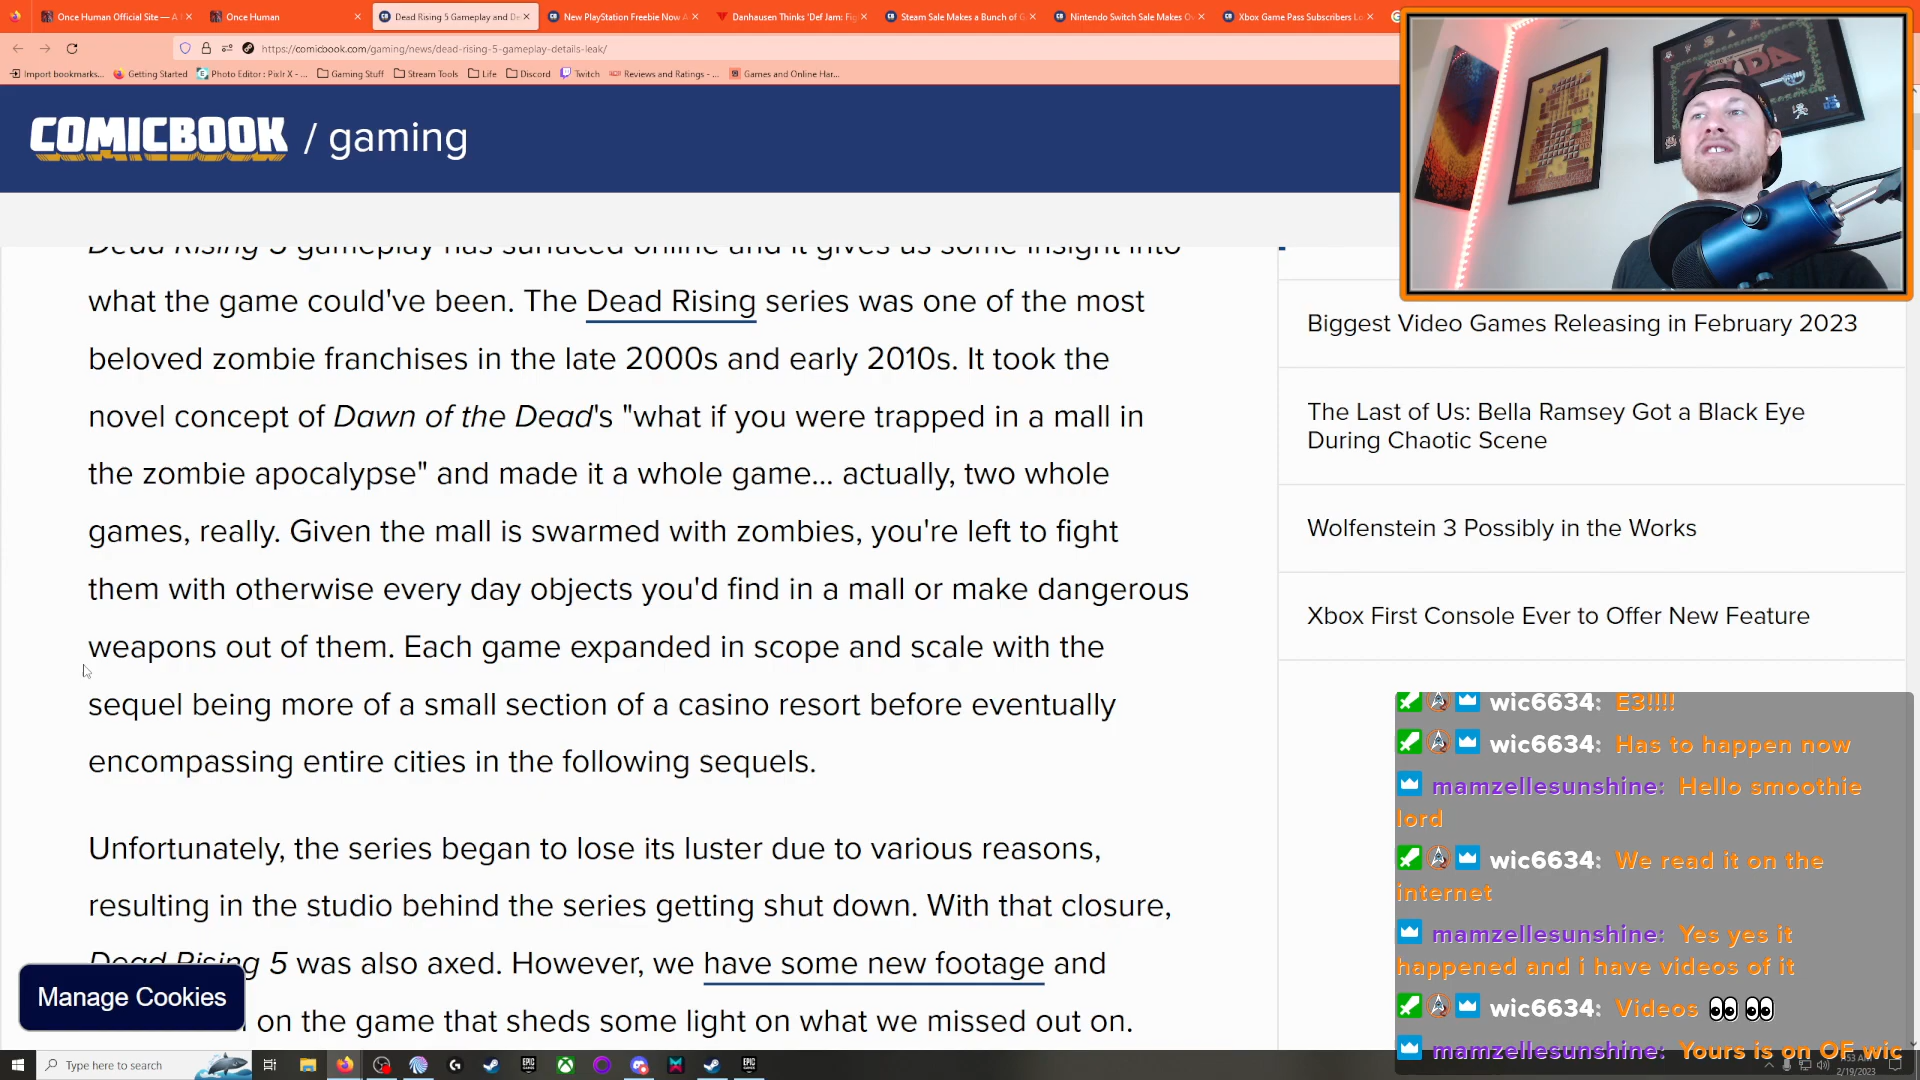 Once Human Official Site — A
Once Human
Dead Rising 5 Gameplay and De
New PlayStation Freebie Now A
Danhausen Thinks 'Def Jam: Fig
Steam Sale Makes a Bunch of G
Nintendo Switch Sale Makes O
Xbox Game Pass Subscribers Lo
https://comicbook.com/gaming/news/dead-rising-5-gameplay-details-leak/
Import bookmarks...
Getting Started
Photo Editor : Pixlr X - ...
Gaming Stuff
Stream Tools
Life
Discord
Twitch
Reviews and Ratings - ...
Games and Online Har...
COMICBOOK / gaming
ZELDA
Dead Rising 5 gameplay has surfaced online and it gives us some insight into
what the game could've been. The Dead Rising series was one of the most
beloved zombie franchises in the late 2000s and early 2010s. It took the
novel concept of Dawn of the Dead's "what if you were trapped in a mall in
the zombie apocalypse" and made it a whole game... actually, two whole
games, really. Given the mall is swarmed with zombies, you're left to fight
them with otherwise every day objects you'd find in a mall or make dangerous
weapons out of them. Each game expanded in scope and scale with the
sequel being more of a small section of a casino resort before eventually
encompassing entire cities in the following sequels.
Unfortunately, the series began to lose its luster due to various reasons,
resulting in the studio behind the series getting shut down. With that closure,
Dead Rising 5 was also axed. However, we have some new footage and
on the game that sheds some light on what we missed out on.
Manage Cookies
Biggest Video Games Releasing in February 2023
The Last of Us: Bella Ramsey Got a Black Eye
During Chaotic Scene
Wolfenstein 3 Possibly in the Works
Xbox First Console Ever to Offer New Feature
wic6634: E3!!!!
wic6634: Has to happen now
mamzellesunshine: Hello smoothie
lord
wic6634: We read it on the
internet
mamzellesunshine: Yes yes it
happened and i have videos of it
wic6634: Videos 👀 👀
mamzellesunshine: Yours is on OF wic
Type here to search
EPIC
EPIC
:53 AM
2/19/2023